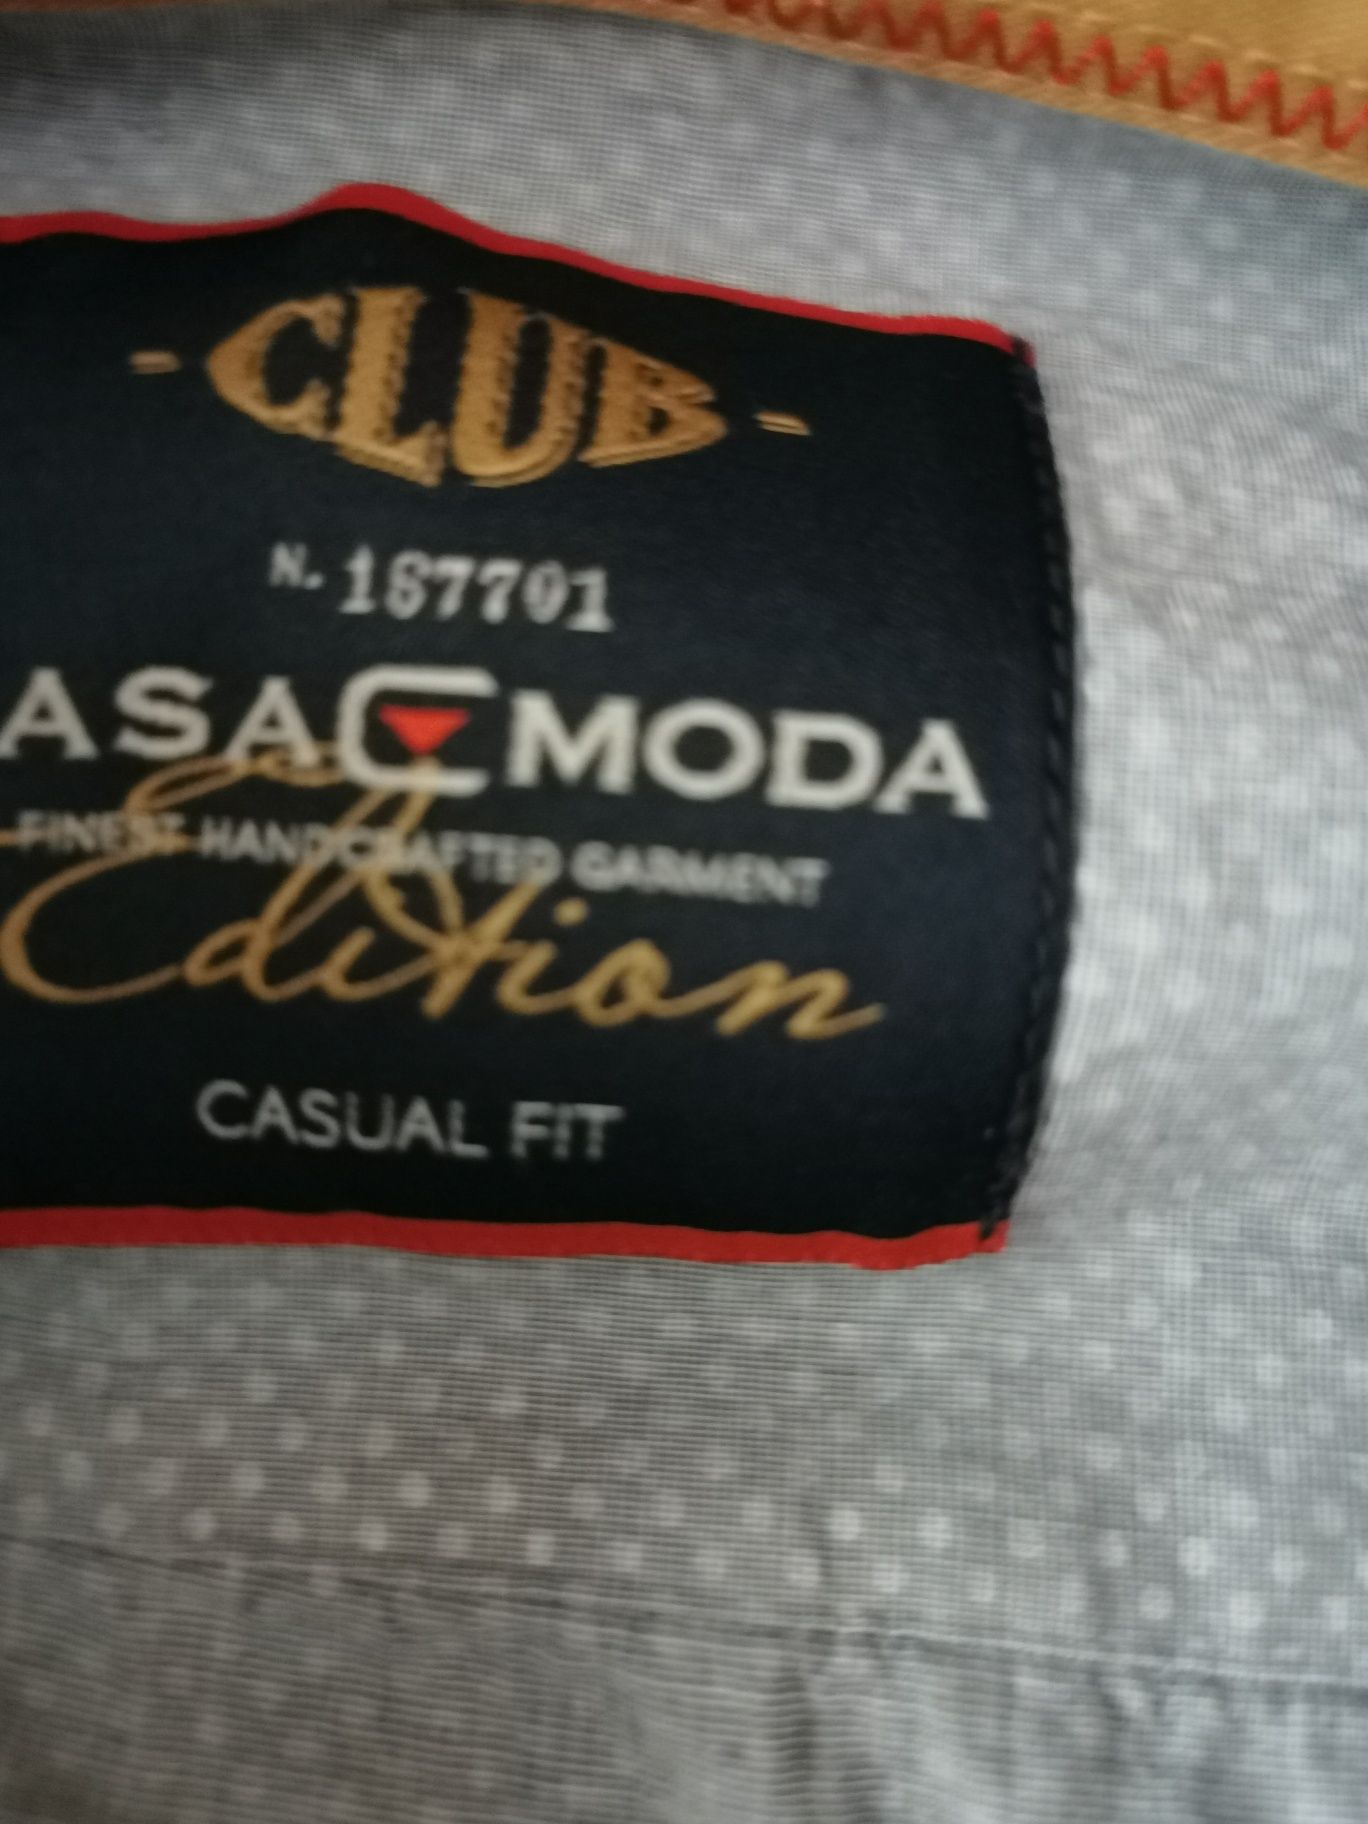 - CLUB -
N. 187701
ASA C MODA
FINEST HANDCRAFTED GARMENT
Edition
CASUAL FIT